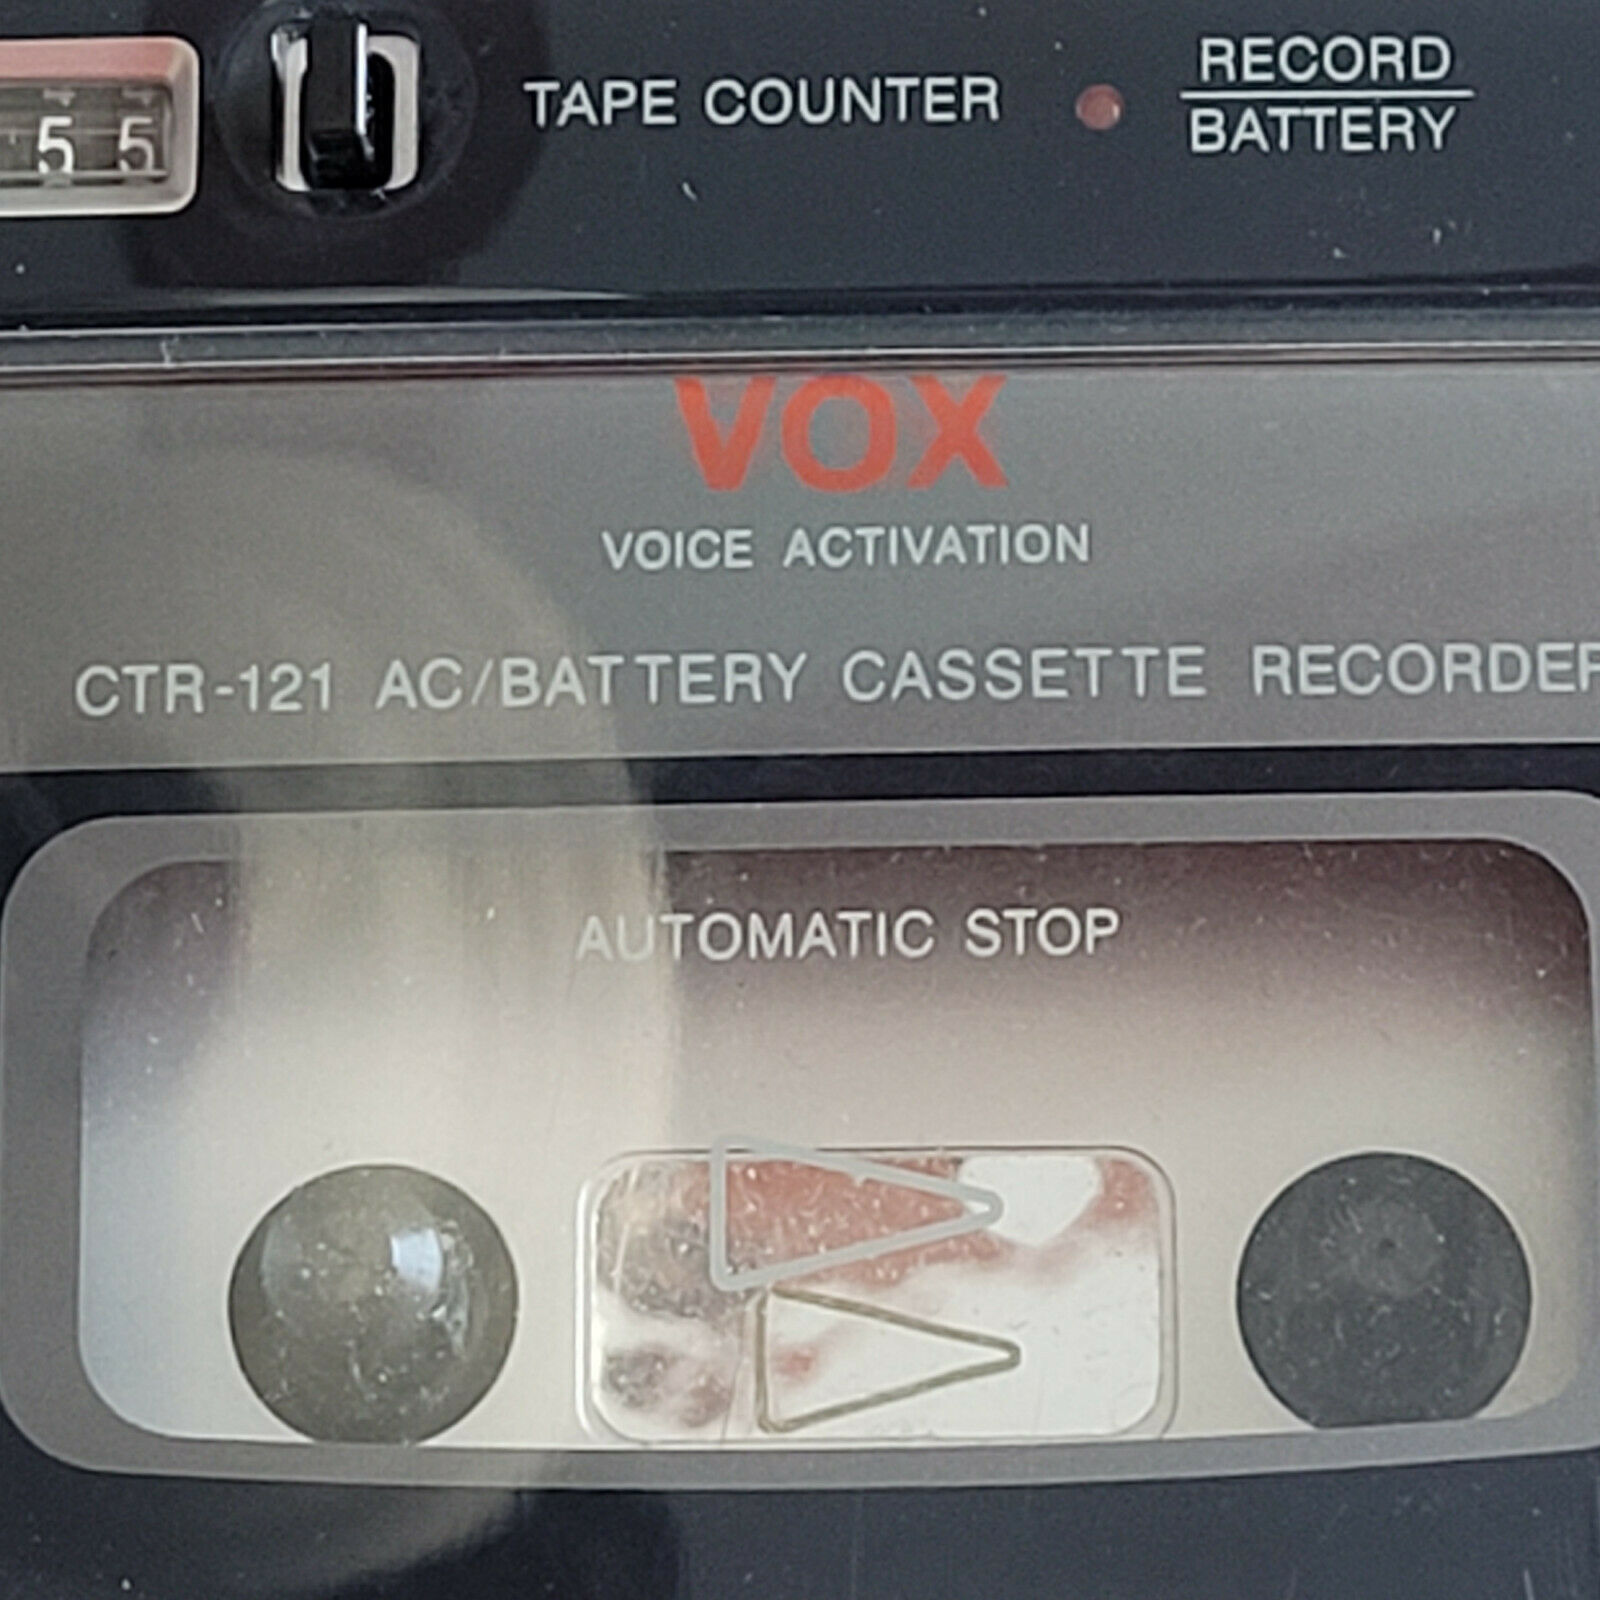 55
TAPE COUNTER
RECORD
BATTERY
VOX
VOICE ACTIVATION
CTR-121 AC/BATTERY CASSETTE RECORDER
AUTOMATIC STOP